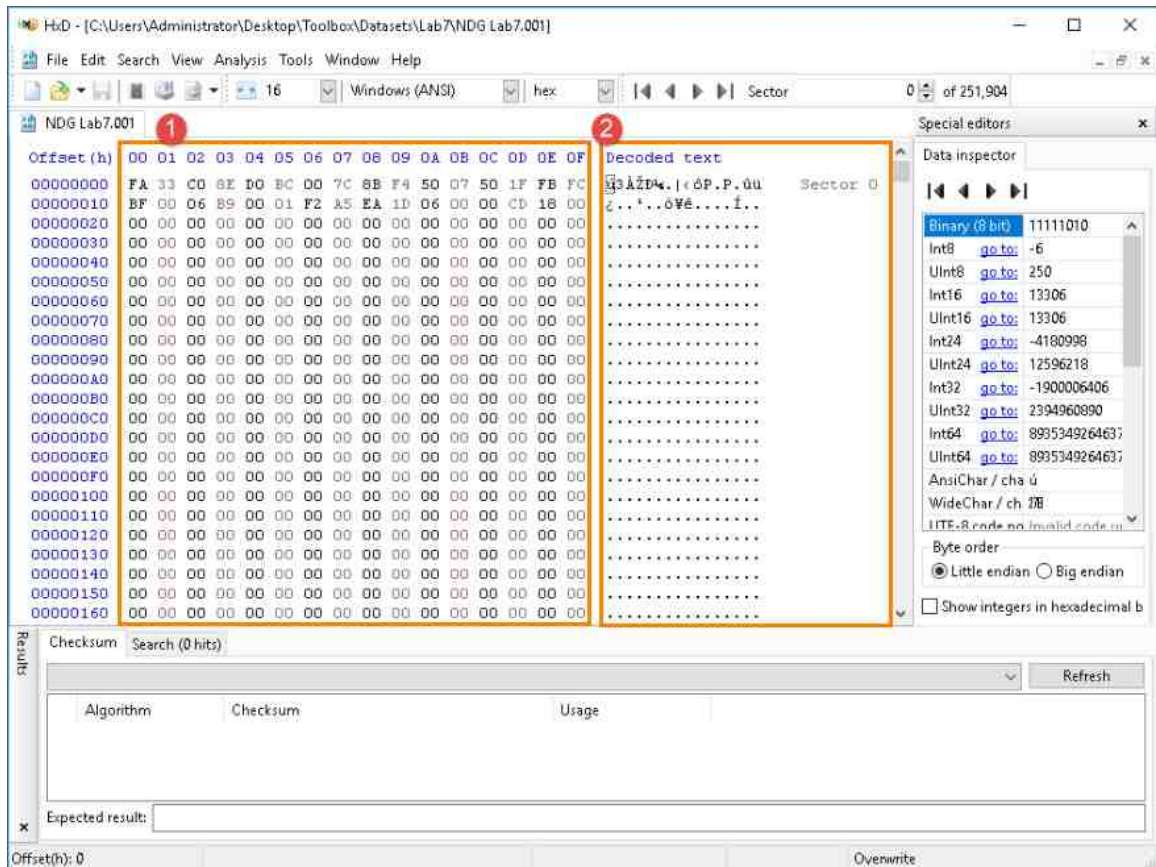 HxD - [C:\Users\Administrator\Desktop\Toolbox\Datasets\Lab7\NDG Lab7.001]
File Edit Search View Analysis Tools Window Help
16 Windows (ANSI) hex Sector 0 of 251,904
NDG Lab7.001
1
2
Special editors
Offset(h) 00 01 02 03 04 05 06 07 08 09 0A 0B 0C 0D 0E 0F Decoded text
00000000 FA 33 C0 8E D0 BC 00 7C 8B F4 50 07 50 1F FB FC ú3ÀŽÐ¼.|‹ôP.P.ûü Sector 0
00000010 BF 00 06 B9 00 01 F2 A5 EA 1D 06 00 00 CD 18 00 ¿..¹..ò¥ê....Í..
00000020 00 00 00 00 00 00 00 00 00 00 00 00 00 00 00 00 ................
00000030 00 00 00 00 00 00 00 00 00 00 00 00 00 00 00 00 ................
00000040 00 00 00 00 00 00 00 00 00 00 00 00 00 00 00 00 ................
00000050 00 00 00 00 00 00 00 00 00 00 00 00 00 00 00 00 ................
00000060 00 00 00 00 00 00 00 00 00 00 00 00 00 00 00 00 ................
00000070 00 00 00 00 00 00 00 00 00 00 00 00 00 00 00 00 ................
00000080 00 00 00 00 00 00 00 00 00 00 00 00 00 00 00 00 ................
00000090 00 00 00 00 00 00 00 00 00 00 00 00 00 00 00 00 ................
000000A0 00 00 00 00 00 00 00 00 00 00 00 00 00 00 00 00 ................
000000B0 00 00 00 00 00 00 00 00 00 00 00 00 00 00 00 00 ................
000000C0 00 00 00 00 00 00 00 00 00 00 00 00 00 00 00 00 ................
000000D0 00 00 00 00 00 00 00 00 00 00 00 00 00 00 00 00 ................
000000E0 00 00 00 00 00 00 00 00 00 00 00 00 00 00 00 00 ................
000000F0 00 00 00 00 00 00 00 00 00 00 00 00 00 00 00 00 ................
00000100 00 00 00 00 00 00 00 00 00 00 00 00 00 00 00 00 ................
00000110 00 00 00 00 00 00 00 00 00 00 00 00 00 00 00 00 ................
00000120 00 00 00 00 00 00 00 00 00 00 00 00 00 00 00 00 ................
00000130 00 00 00 00 00 00 00 00 00 00 00 00 00 00 00 00 ................
00000140 00 00 00 00 00 00 00 00 00 00 00 00 00 00 00 00 ................
00000150 00 00 00 00 00 00 00 00 00 00 00 00 00 00 00 00 ................
00000160 00 00 00 00 00 00 00 00 00 00 00 00 00 00 00 00 ................
Data inspector
Binary (8 bit) 11111010
Int8 go to: -6
UInt8 go to: 250
Int16 go to: 13306
UInt16 go to: 13306
Int24 go to: -4180998
UInt24 go to: 12596218
Int32 go to: -1900006406
UInt32 go to: 2394960890
Int64 go to: 893534926463
UInt64 go to: 893534926463
AnsiChar / cha ú
WideChar / ch
UTF-8 code po Invalid code u
Byte order
Little endian Big endian
Show integers in hexadecimal b
Results
Checksum Search (0 hits)
Refresh
Algorithm Checksum Usage
Expected result:
Offset(h): 0 Overwrite